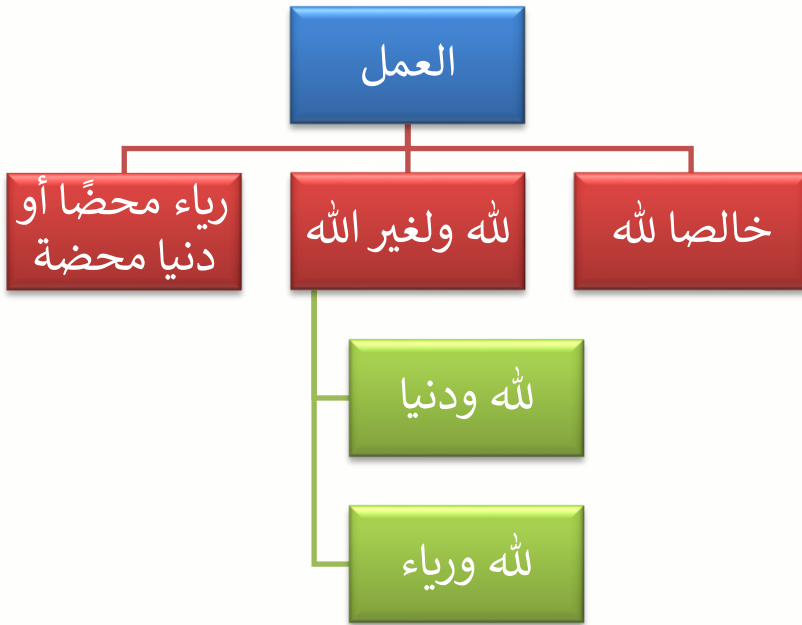 العمل
خالصا لله
لله ولغير الله
رياء محضًا أو
دنيا محضة
لله ودنيا
لله ورياء